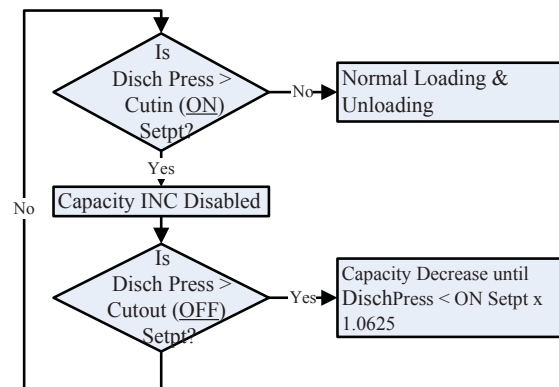 Is
Disch Press >
Cutin (ON)
Setpt?
No
Normal Loading &
Unloading
Yes
No
Capacity INC Disabled
Is
Disch Press >
Cutout (OFF)
Setpt?
Yes
Capacity Decrease until
DischPress < ON Setpt x
1.0625